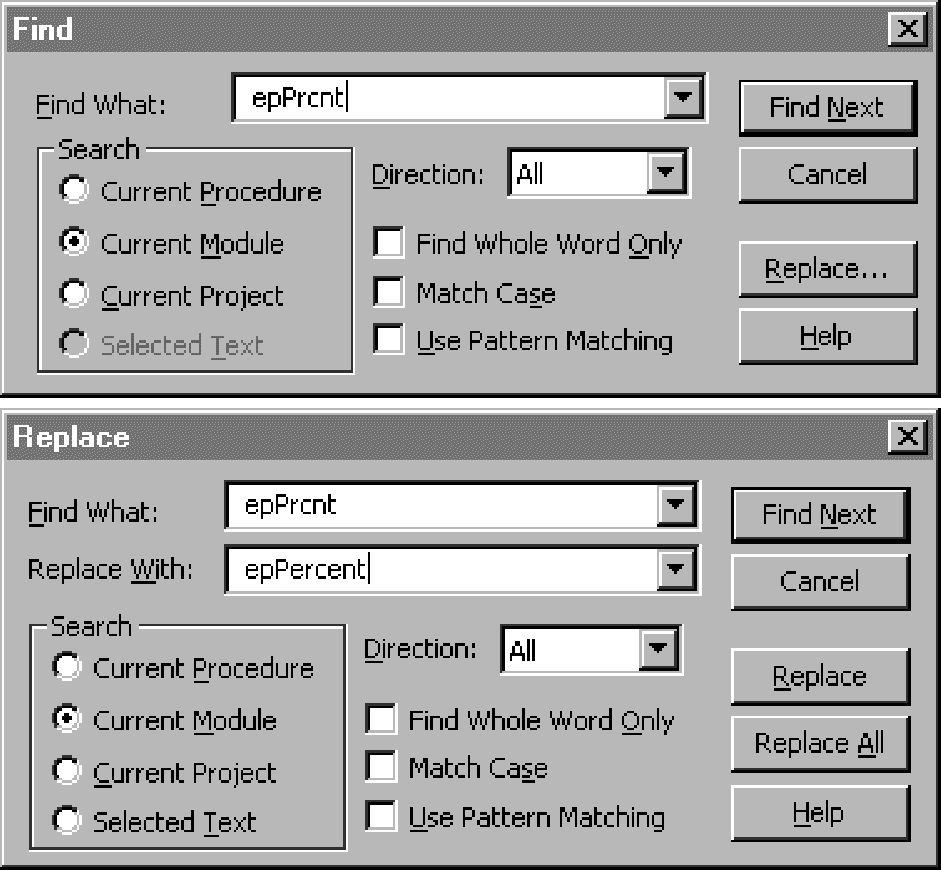 Find
Find What: epPrcnt Find Next
Search
Direction: All Cancel
Current Procedure
Current Module Find Whole Word Only
Replace...
Current Project Match Case
Selected Text Use Pattern Matching Help
Replace
Find What: epPrcnt Find Next
Replace With: epPercent Cancel
Search
Direction: All
Current Procedure Replace
Current Module Find Whole Word Only
Replace All
Current Project Match Case
Selected Text Use Pattern Matching Help